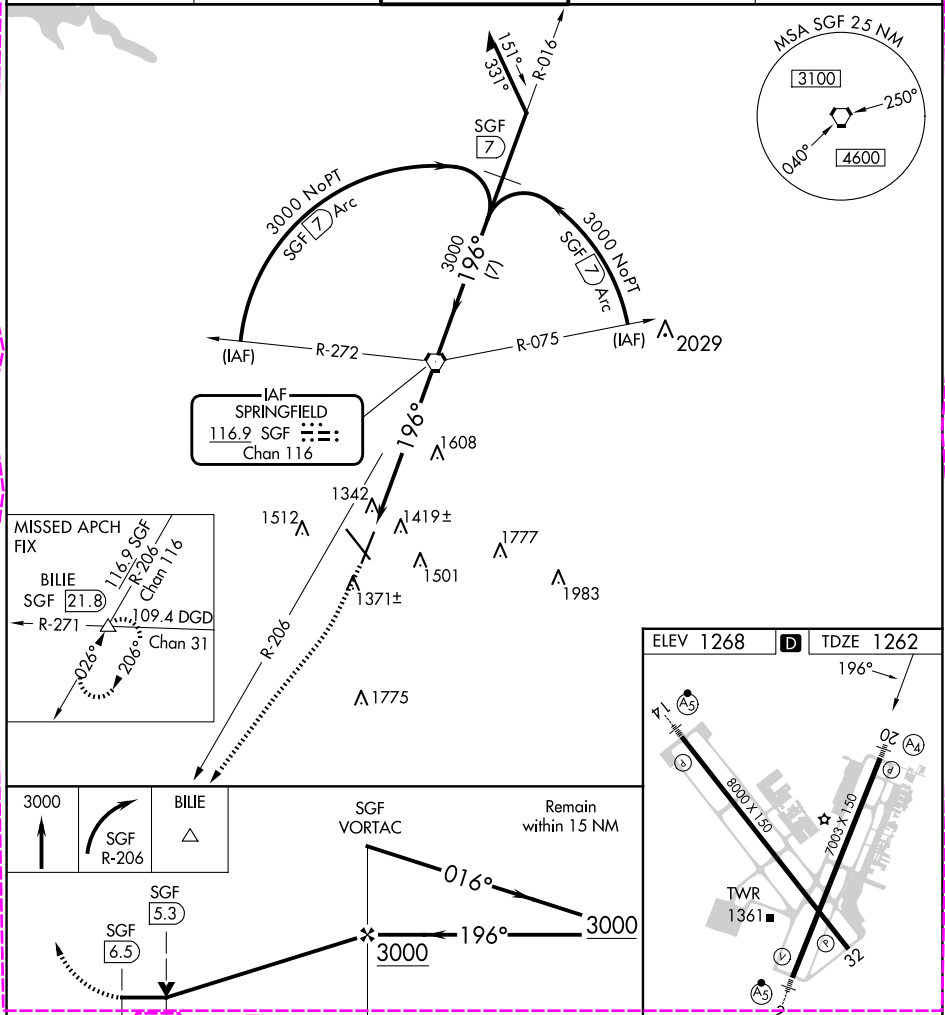 MSA SGF 25 NM
3100
250°
040°
4600
R-016
151°
331°
SGF
7
3000 NoPT
SGF 7 Arc
3000 NoPT
SGF 7 Arc
3000
196°
(7)
(IAF)
R-272
R-075
(IAF)
2029
IAF
SPRINGFIELD
116.9 SGF
Chan 116
196°
1608
1342
1512
1419±
1777
1501
1983
1371±
R-206
1775
MISSED APCH
FIX
116.9 SGF
R-206
Chan 116
BILIE
SGF 21.8
R-271
109.4 DGD
Chan 31
026°
206°
ELEV 1268
D
TDZE 1262
196°
A5
14
20
A4
P
P
8000 X 150
7003 X 150
TWR
1361
V
P
32
A5
2
3000
SGF
R-206
BILIE
SGF
VORTAC
Remain
within 15 NM
016°
3000
196°
3000
SGF
5.3
SGF
6.5